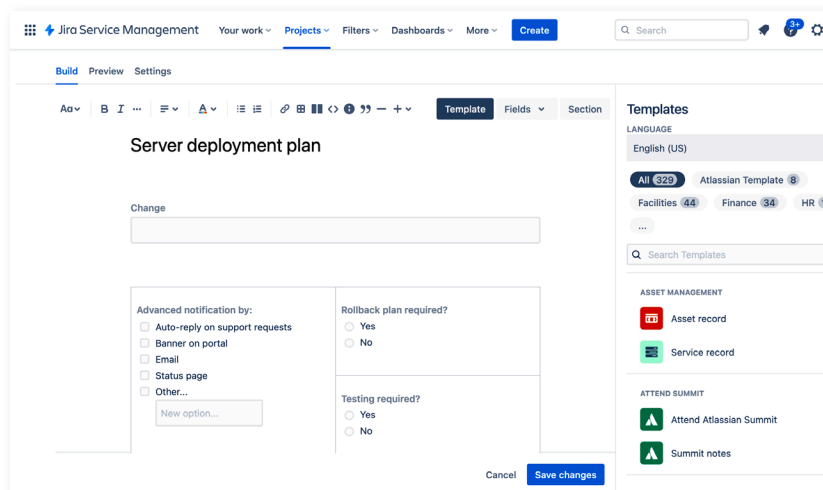 Jira Service Management Your work Projects Filters Dashboards More Create Search 3+
Build Preview Settings
Aa B I ... A Template Fields Section
Server deployment plan
Change
Advanced notification by:
Auto-reply on support requests
Banner on portal
Email
Status page
Other...
New option...
Rollback plan required?
Yes
No
Testing required?
Yes
No
Cancel Save changes
Templates
LANGUAGE
English (US)
All 329 Atlassian Template 8
Facilities 44 Finance 34 HR
...
Search Templates
ASSET MANAGEMENT
Asset record
Service record
ATTEND SUMMIT
Attend Atlassian Summit
Summit notes